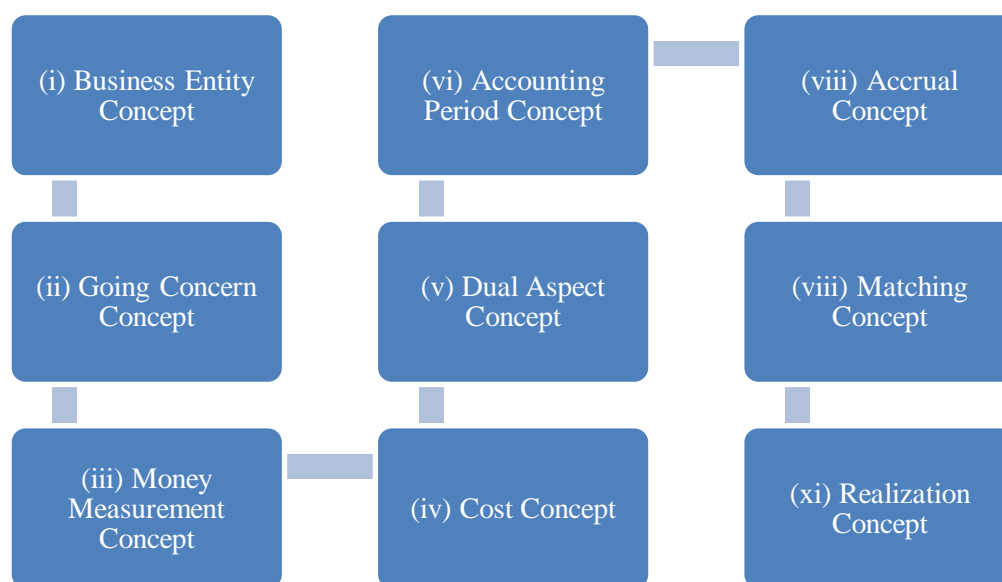 (i) Business Entity
Concept
(ii) Going Concern
Concept
(iii) Money
Measurement
Concept
(iv) Cost Concept
(v) Dual Aspect
Concept
(vi) Accounting
Period Concept
(viii) Accrual
Concept
(viii) Matching
Concept
(xi) Realization
Concept